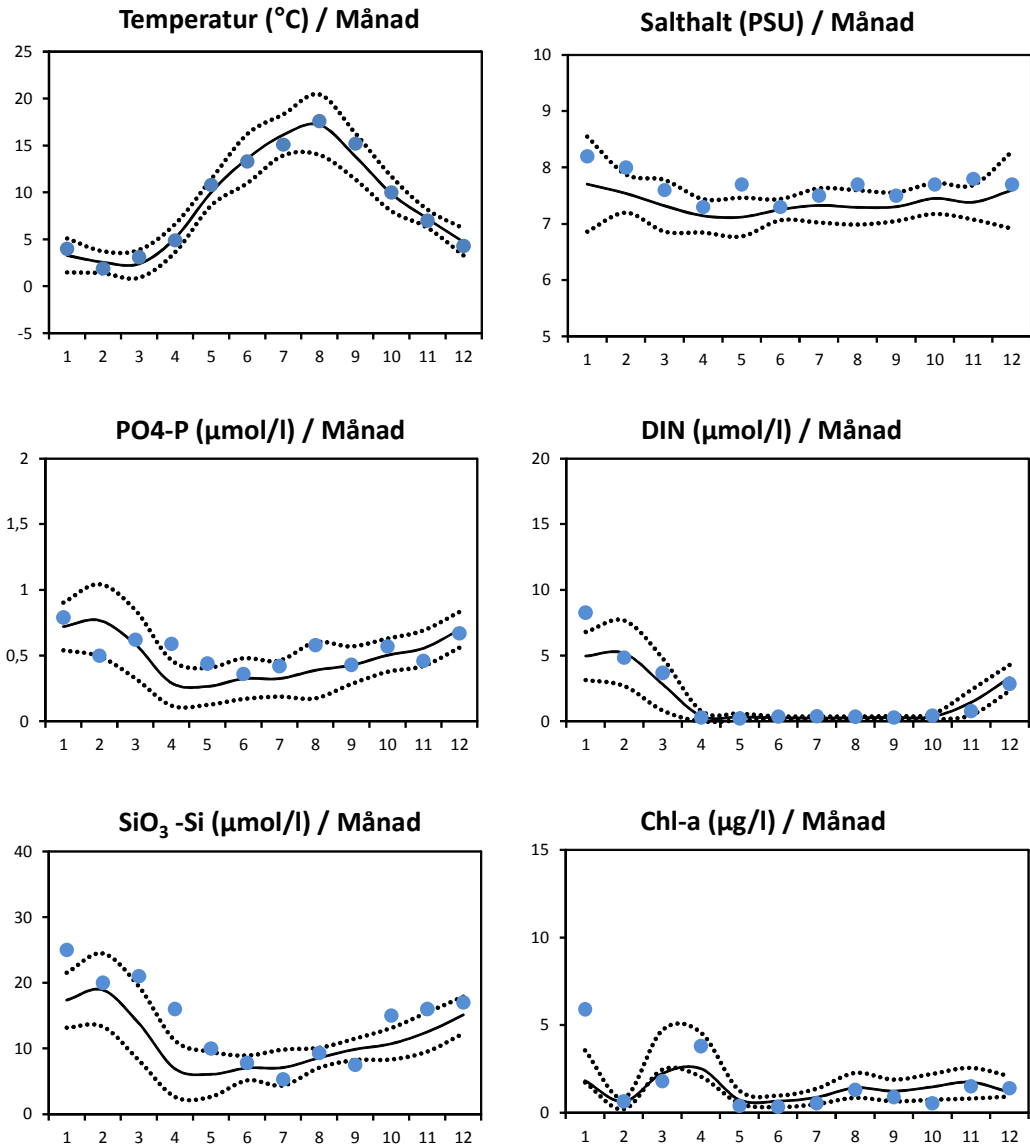 Temperatur (°C) / Månad
25
20
15
10
5
0
-5
1 2 3 4 5 6 7 8 9 10 11 12
Salthalt (PSU) / Månad
10
9
8
7
6
5
1 2 3 4 5 6 7 8 9 10 11 12
PO4-P (µmol/l) / Månad
2
1,5
1
0,5
0
1 2 3 4 5 6 7 8 9 10 11 12
DIN (µmol/l) / Månad
20
15
10
5
0
1 2 3 4 5 6 7 8 9 10 11 12
SiO₃ -Si (µmol/l) / Månad
40
30
20
10
0
1 2 3 4 5 6 7 8 9 10 11 12
Chl-a (µg/l) / Månad
15
10
5
0
1 2 3 4 5 6 7 8 9 10 11 12